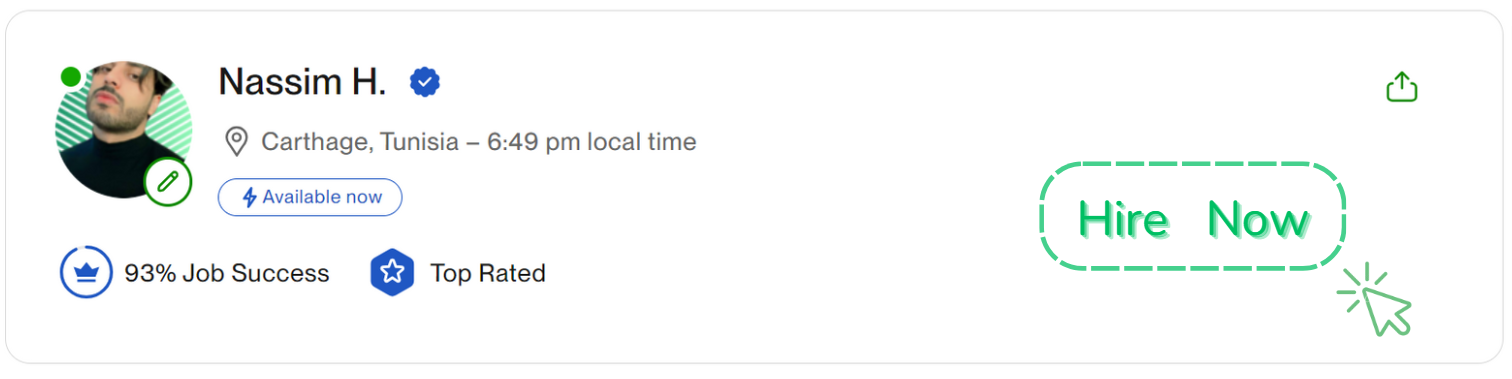 Nassim H.
Carthage, Tunisia – 6:49 pm local time
Available now
Hire Now
93% Job Success
Top Rated